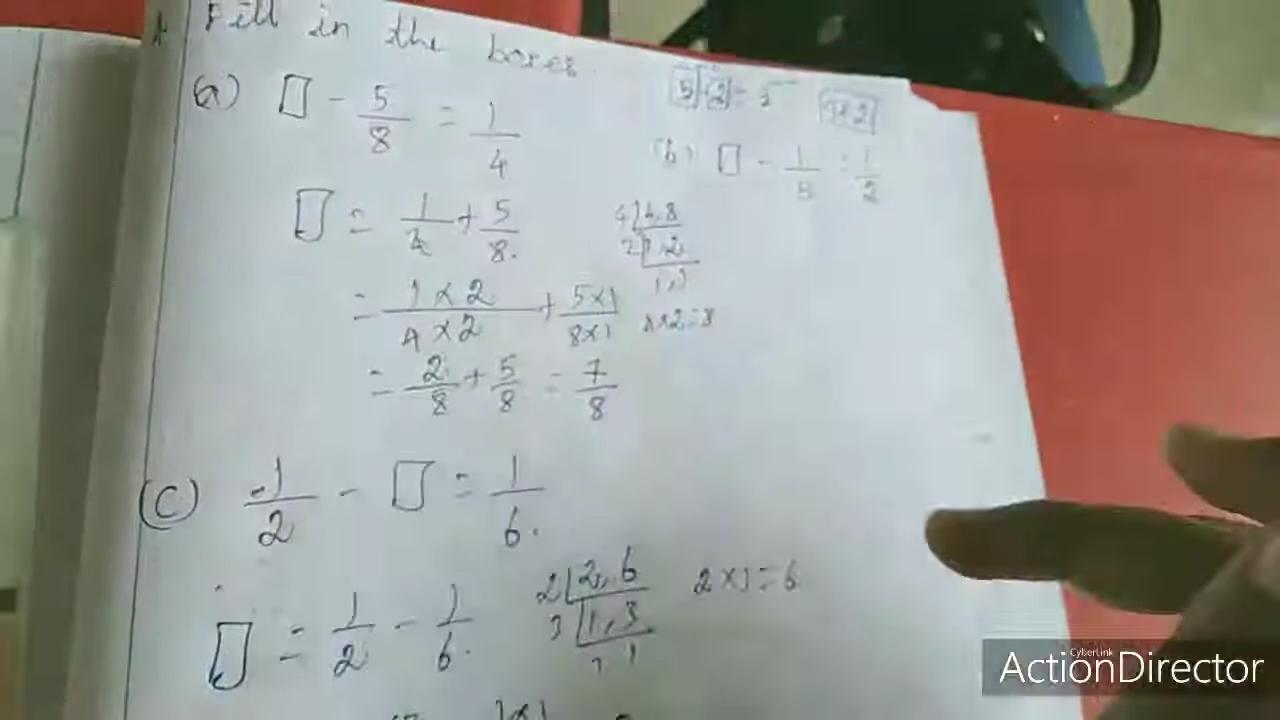 Fill in the boxes
(a) □ - 5/8 = 1/4
□ = 1/4 + 5/8.
= 1 × 2 / 4 × 2 + 5×1 / 8×1
= 2/8 + 5/8 = 7/8
4 | 4, 8
2 | 1, 2
1, 1
4×2=8
(b) □ - 1/5 = 1/2
(C) 1/2 - □ = 1/6.
□ = 1/2 - 1/6.
2 | 2, 6
3 | 1, 3
1 1
2×3=6
CyberLink
ActionDirector